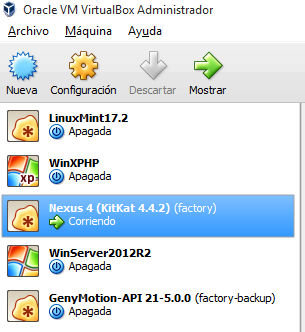 Oracle VM VirtualBox Administrador
Archivo Máquina Ayuda
Nueva Configuración Descartar Mostrar
LinuxMint17.2
Apagada
xp
WinXPHP
Apagada
Nexus 4 (KitKat 4.4.2) (factory)
Corriendo
WinServer2012R2
Apagada
GenyMotion-API 21-5.0.0 (factory-backup)
Apagada